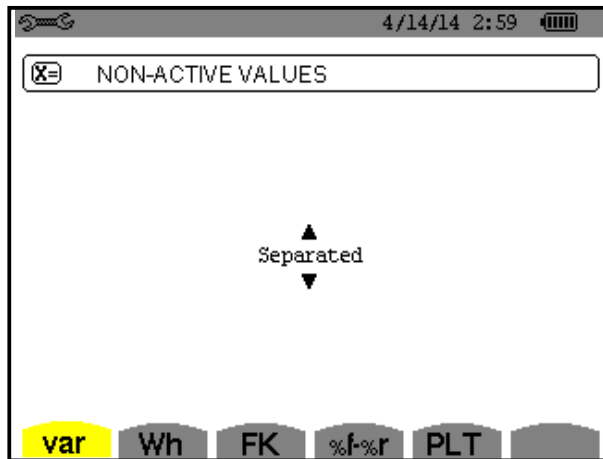 4/14/14 2:59
X= NON-ACTIVE VALUES
Separated
var Wh FK %f-%r PLT